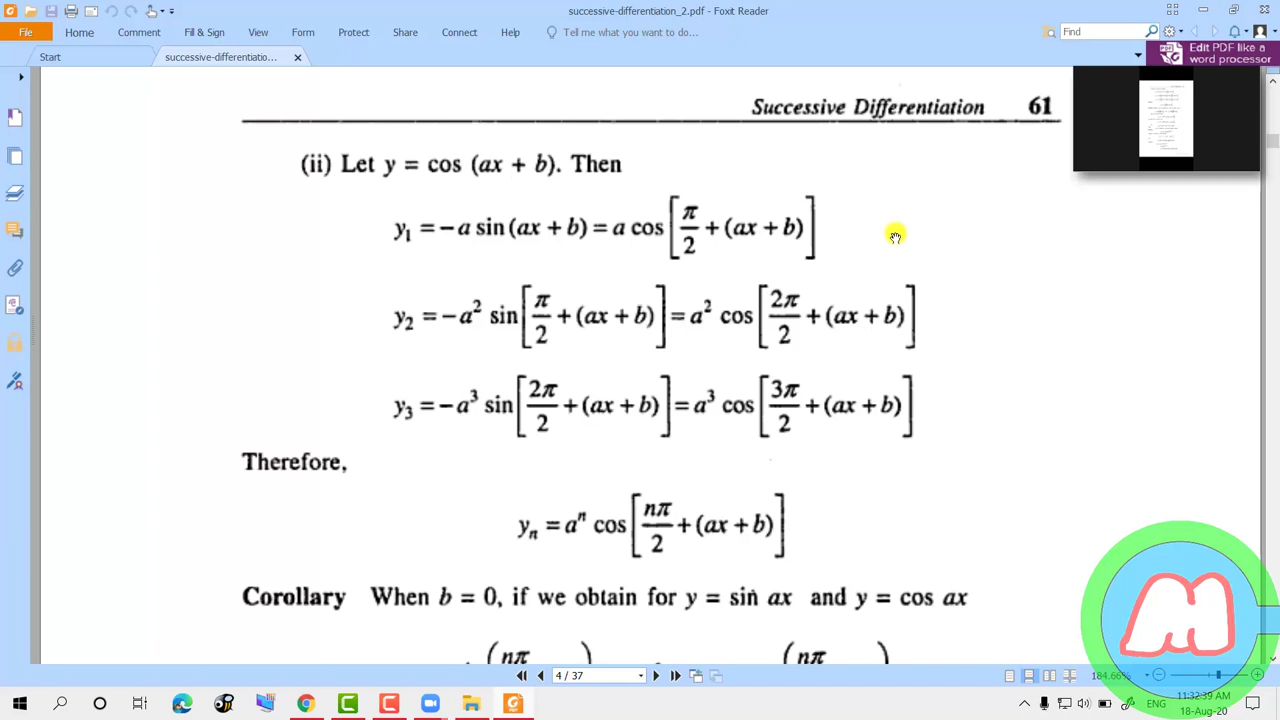 successive-differentiation_2.pdf - Foxit Reader
File Home Comment View Form Protect Share Connect Help Tell me what you want to do... Find
Start successive-differentiatio... Edit PDF like a
word processor
Successive Differentiation 61
(ii) Let y = cos (ax + b). Then
y₁ = −a sin (ax + b) = a cos [π/2 + (ax + b)]
y₂ = −a² sin [π/2 + (ax + b)] = a² cos [2π/2 + (ax + b)]
y₃ = −a³ sin [2π/2 + (ax + b)] = a³ cos [3π/2 + (ax + b)]
Therefore,
yₙ = aⁿ cos [nπ/2 + (ax + b)]
Corollary When b = 0, if we obtain for y = sin ax and y = cos ax
(nπ ) (nπ )
4 / 37 184.66%
11:32:39 AM
ENG
18-Aug-20
M